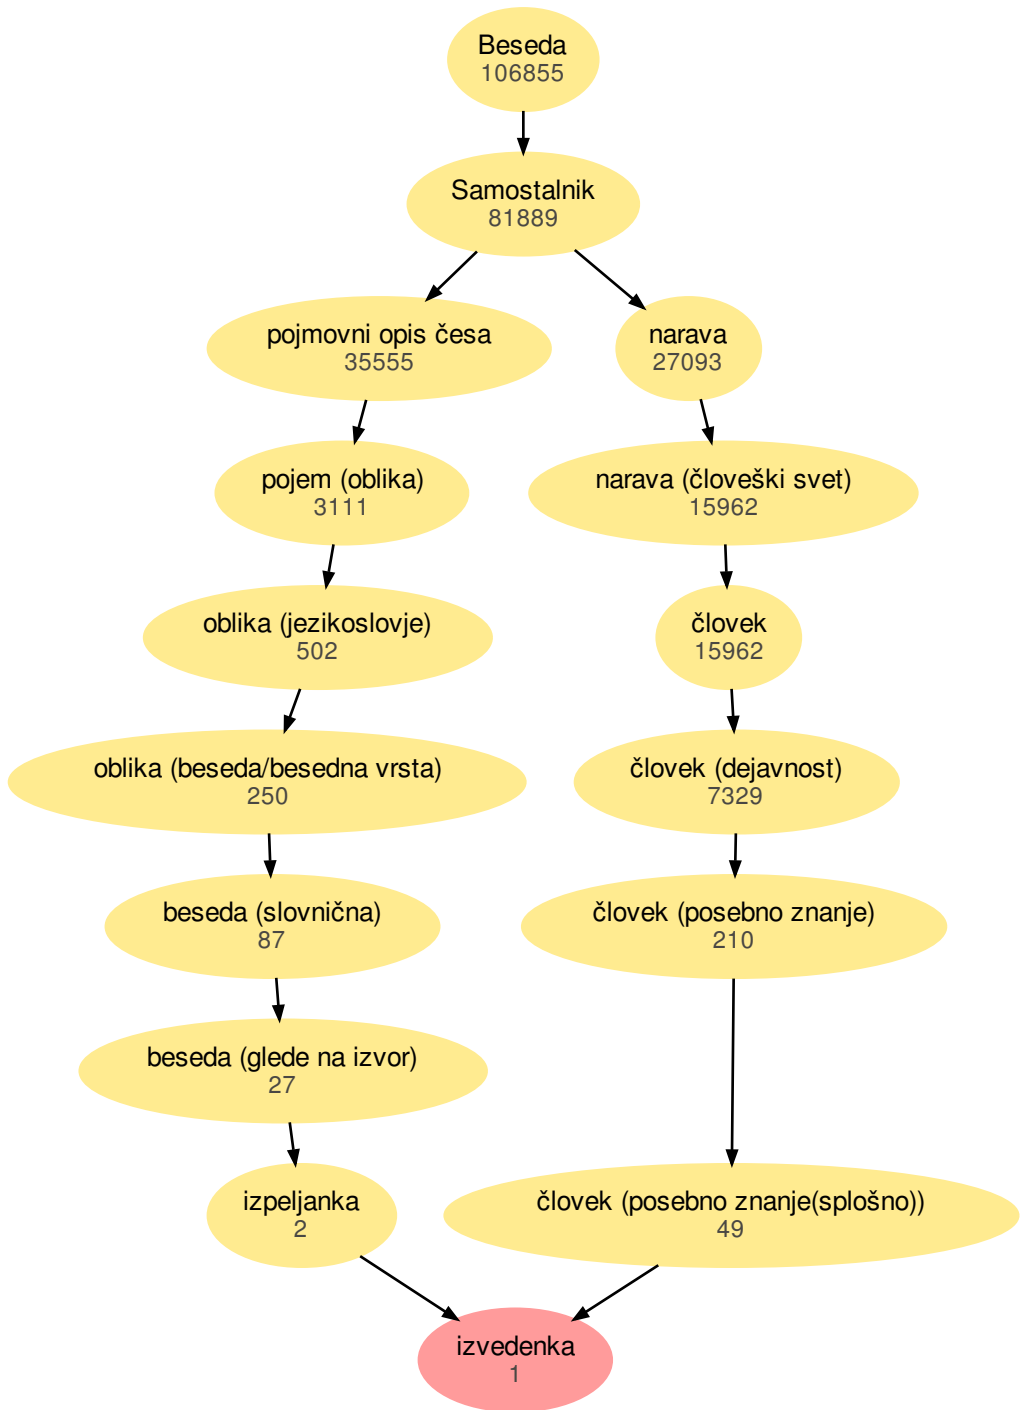 Beseda
106855
Samostalnik
81889
pojmovni opis česa
35555
narava
27093
pojem (oblika)
3111
narava (človeški svet)
15962
oblika (jezikoslovje)
502
človek
15962
oblika (beseda/besedna vrsta)
250
človek (dejavnost)
7329
beseda (slovnična)
87
človek (posebno znanje)
210
beseda (glede na izvor)
27
izpeljanka
2
človek (posebno znanje(splošno))
49
izvedenka
1